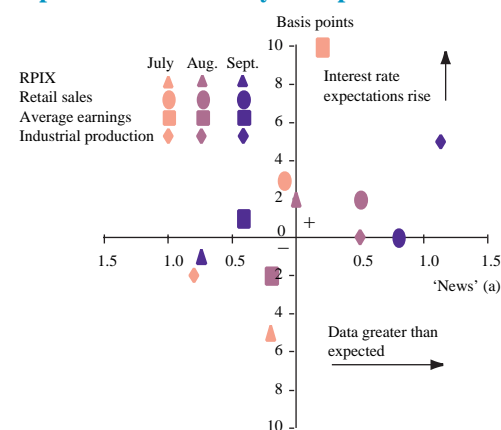 Basis points
July Aug. Sept.
RPIX
Retail sales
Average earnings
Industrial production
Interest rate
expectations rise
10
8
6
4
2
0
+
–
2
4
6
8
10
1.5 1.0 0.5 0.5 1.0 1.5
‘News’ (a)
Data greater than
expected